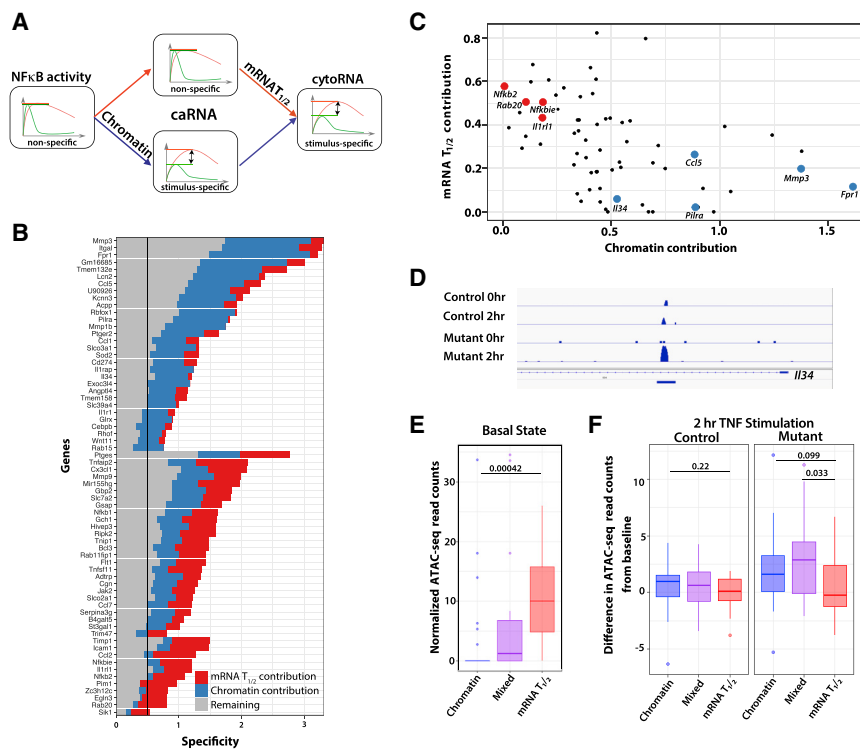 A
NFκB activity
non-specific
Chromatin
non-specific
caRNA
stimulus-specific
mRNAT1/2
cytoRNA
stimulus-specific
B
Genes
Mmp3
Itgal
Fpr1
Gm16685
Tmem132e
Lcn2
Ccl5
U90926
Kcnn3
Acpp
Rbfox1
Pilra
Mmp1b
Ptger2
Ccl1
Slco3a1
Sod2
Cd274
Il1rap
Il34
Exoc3l4
Angptl4
Tmem158
Slc39a4
Il1r1
Glrx
Cebpb
Rhof
Wnt11
Rab15
Ptges
Tnfaip2
Cx3cl1
Mmp9
Mir155hg
Gbp2
Slc7a2
Gsap
Nfkb1
Gch1
Hivep3
Ripk2
Tnip1
Bcl3
Rab11fip1
Flt1
Tnfsf11
Adtrp
Cgn
Jak2
Slco2a1
Ccl7
Serpina3g
B4galt5
St3gal1
Trim47
Timp1
Icam1
Ccl2
Nfkbie
Il1rl1
Nfkb2
Pim1
Zc3h12c
Egln3
Rab20
Sik1
mRNA T1/2 contribution
Chromatin contribution
Remaining
0 1 2 3
Specificity
C
mRNA T1/2 contribution
0.8
0.6
0.4
0.2
0.0
Nfkb2
Rab20
Nfkbie
Il1rl1
Ccl5
Mmp3
Fpr1
Il34
Pilra
0.0 0.5 1.0 1.5
Chromatin contribution
D
Control 0hr
Control 2hr
Mutant 0hr
Mutant 2hr
Il34
E
Basal State
Normalized ATAC-seq read counts
30
20
10
0
0.00042
Chromatin
Mixed
mRNA T1/2
F
2 hr TNF Stimulation
Control Mutant
Difference in ATAC-seq read counts
from baseline
10
5
0
-5
0.22
0.099
0.033
Chromatin
Mixed
mRNA T1/2
Chromatin
Mixed
mRNA T1/2